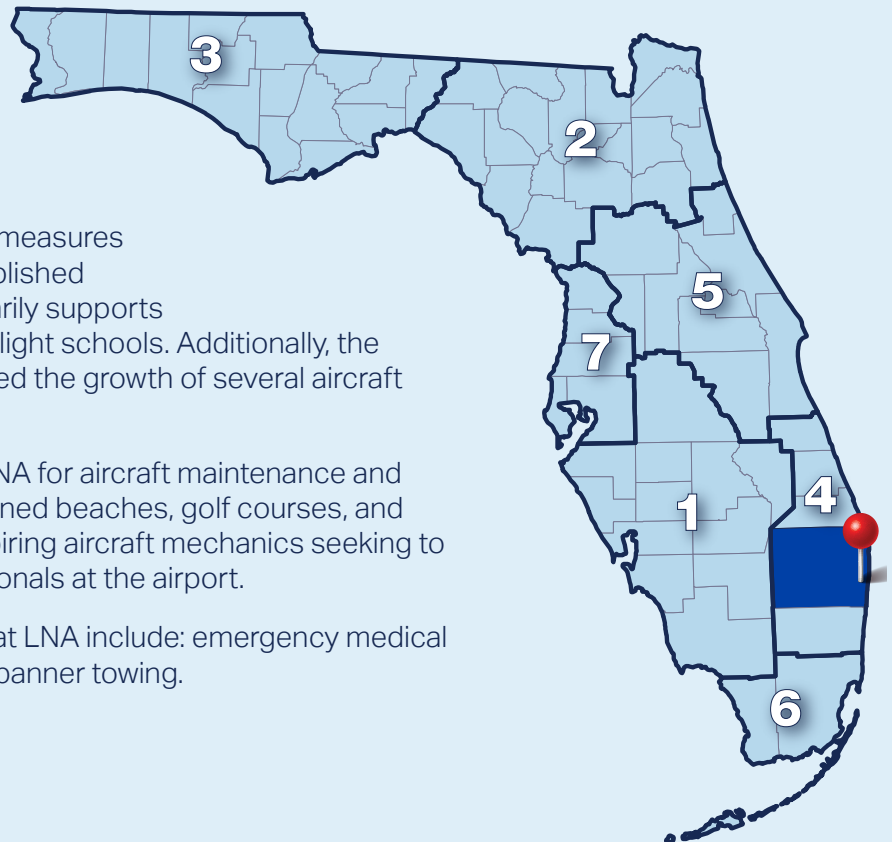 3
2
measures
plished
arily supports
light schools. Additionally, the
ed the growth of several aircraft
5
7
NA for aircraft maintenance and
ned beaches, golf courses, and
iring aircraft mechanics seeking to
onals at the airport.
1
4
at LNA include: emergency medical
banner towing.
6